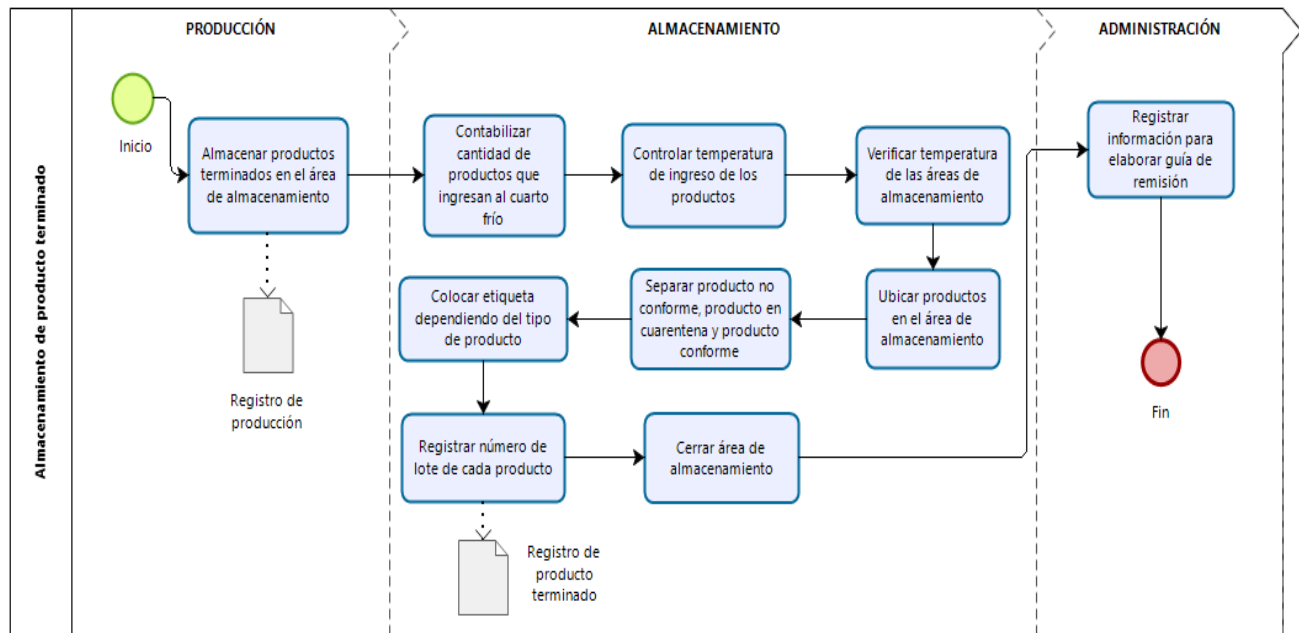 Almacenamiento de producto terminado
PRODUCCIÓN
ALMACENAMIENTO
ADMINISTRACIÓN
Inicio
Almacenar productos
terminados en el área
de almacenamiento
Registro de
producción
Contabilizar
cantidad de
productos que
ingresan al cuarto
frío
Controlar temperatura
de ingreso de los
productos
Verificar temperatura
de las áreas de
almacenamiento
Ubicar productos
en el área de
almacenamiento
Separar producto no
conforme, producto en
cuarentena y producto
conforme
Colocar etiqueta
dependiendo del tipo
de producto
Registrar número de
lote de cada producto
Registro de
producto
terminado
Cerrar área de
almacenamiento
Registrar
información para
elaborar guía de
remisión
Fin